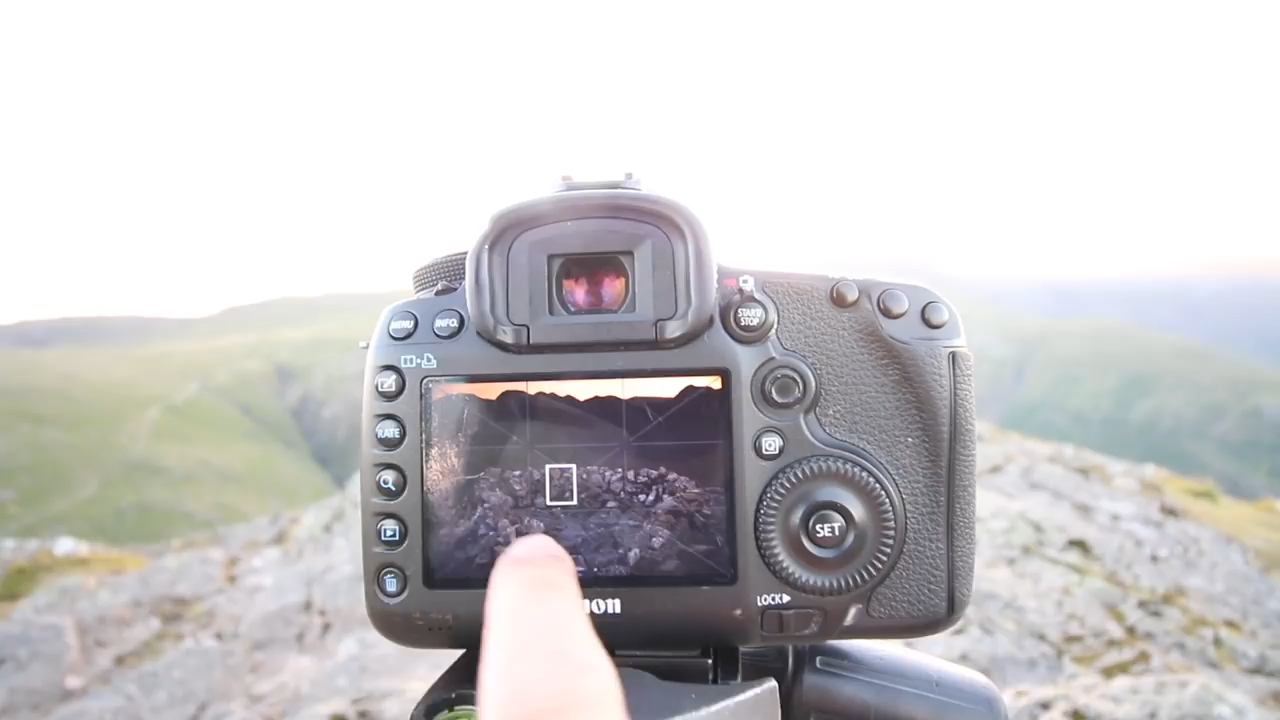 MENU
INFO.
START/
STOP
RATE
Q
SET
non
LOCK